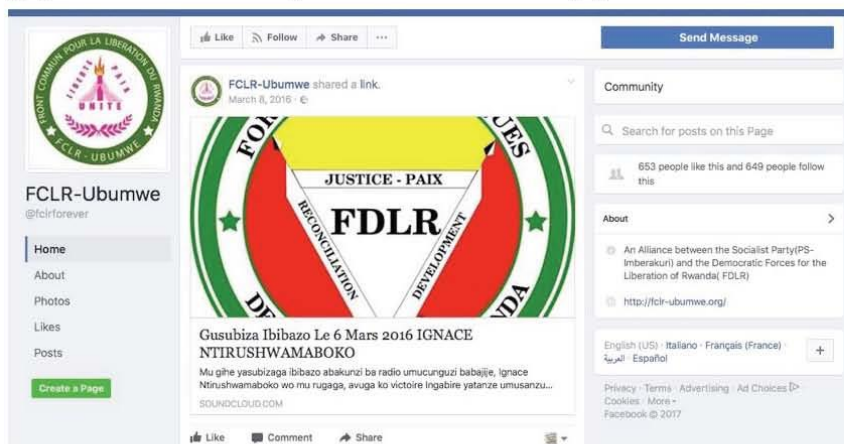 FRONT COMMUN POUR LA LIBERATION DU RWANDA
LIBERTE PAIX
UNITE
FCLR - UBUMWE
FCLR-Ubumwe
@fclrforever
Home
About
Photos
Likes
Posts
Create a Page
Like Follow Share ...
FCLR-Ubumwe shared a link.
March 8, 2016 ·
JUSTICE - PAIX
FDLR
RECONCILIATION
DEVELOPMENT
Gusubiza Ibibazo Le 6 Mars 2016 IGNACE
NTIRUSHWAMABOKO
Mu gihe yasubizaga ibibazo abakunzi ba radio umucunguzi babajije, Ignace
Ntirushwamaboko wo mu rugaga, avuga ko victoire Ingabire yatanze umusanzu...
SOUNDCLOUD.COM
Like Comment Share
Send Message
Community
Search for posts on this Page
653 people like this and 649 people follow
this
About
An Alliance between the Socialist Party(PS-
Imberakuri) and the Democratic Forces for the
Liberation of Rwanda( FDLR)
http://fclr-ubumwe.org/
English (US) · Italiano · Français (France) ·
العربية · Español
Privacy · Terms · Advertising · Ad Choices
Cookies · More
Facebook © 2017